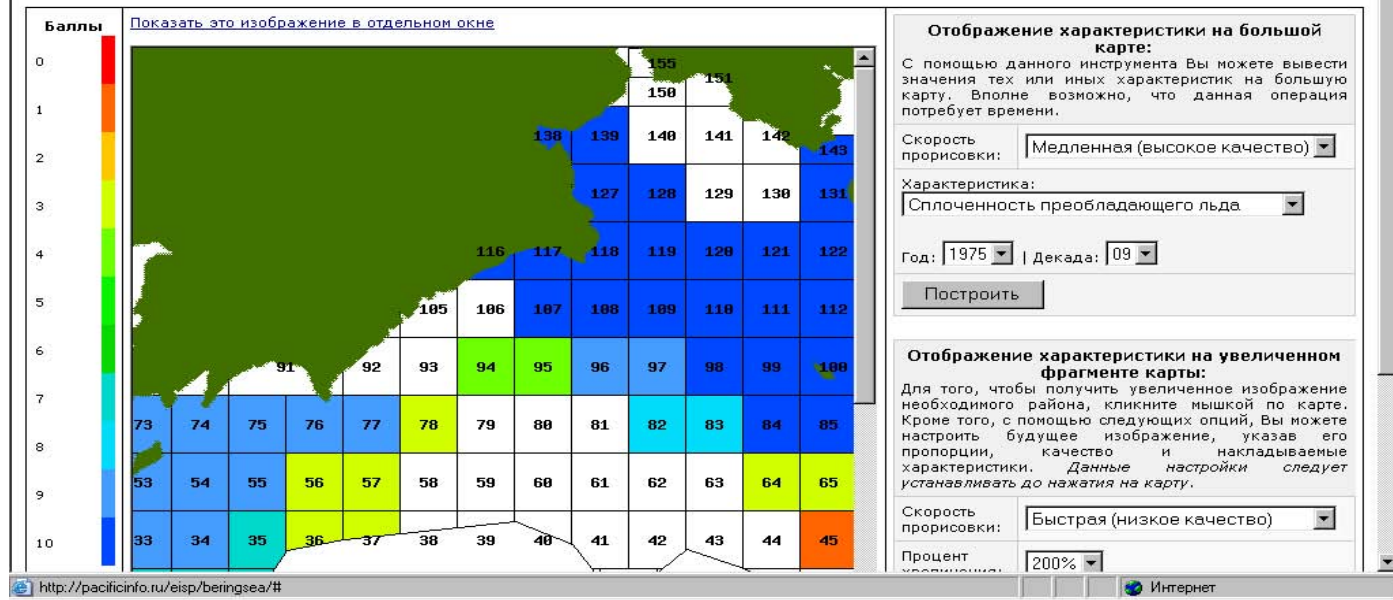 Баллы
0
1
2
3
4
5
6
7
8
9
10
Показать это изображение в отдельном окне
155
151
150
138 139 140 141 142 143
127 128 129 130 131
116 117 118 119 120 121 122
105 106 107 108 109 110 111 112
91 92 93 94 95 96 97 98 99 100
73 74 75 76 77 78 79 80 81 82 83 84 85
53 54 55 56 57 58 59 60 61 62 63 64 65
33 34 35 36 37 38 39 40 41 42 43 44 45
Отображение характеристики на большой
карте:
С помощью данного инструмента Вы можете вывести
значения тех или иных характеристик на большую
карту. Вполне возможно, что данная операция
потребует времени.
Скорость
прорисовки:
Медленная (высокое качество)
Характеристика:
Сплоченность преобладающего льда
Год: 1975 | Декада: 09
Построить
Отображение характеристики на увеличенном
фрагменте карты:
Для того, чтобы получить увеличенное изображение
необходимого района, кликните мышкой по карте.
Кроме того, с помощью следующих опций, Вы можете
настроить будущее изображение, указав его
пропорции, качество и накладываемые
характеристики. Данные настройки следует
устанавливать до нажатия на карту.
Скорость
прорисовки:
Быстрая (низкое качество)
Процент
увеличения:
200%
http://pacificinfo.ru/eisp/beringsea/#
Интернет